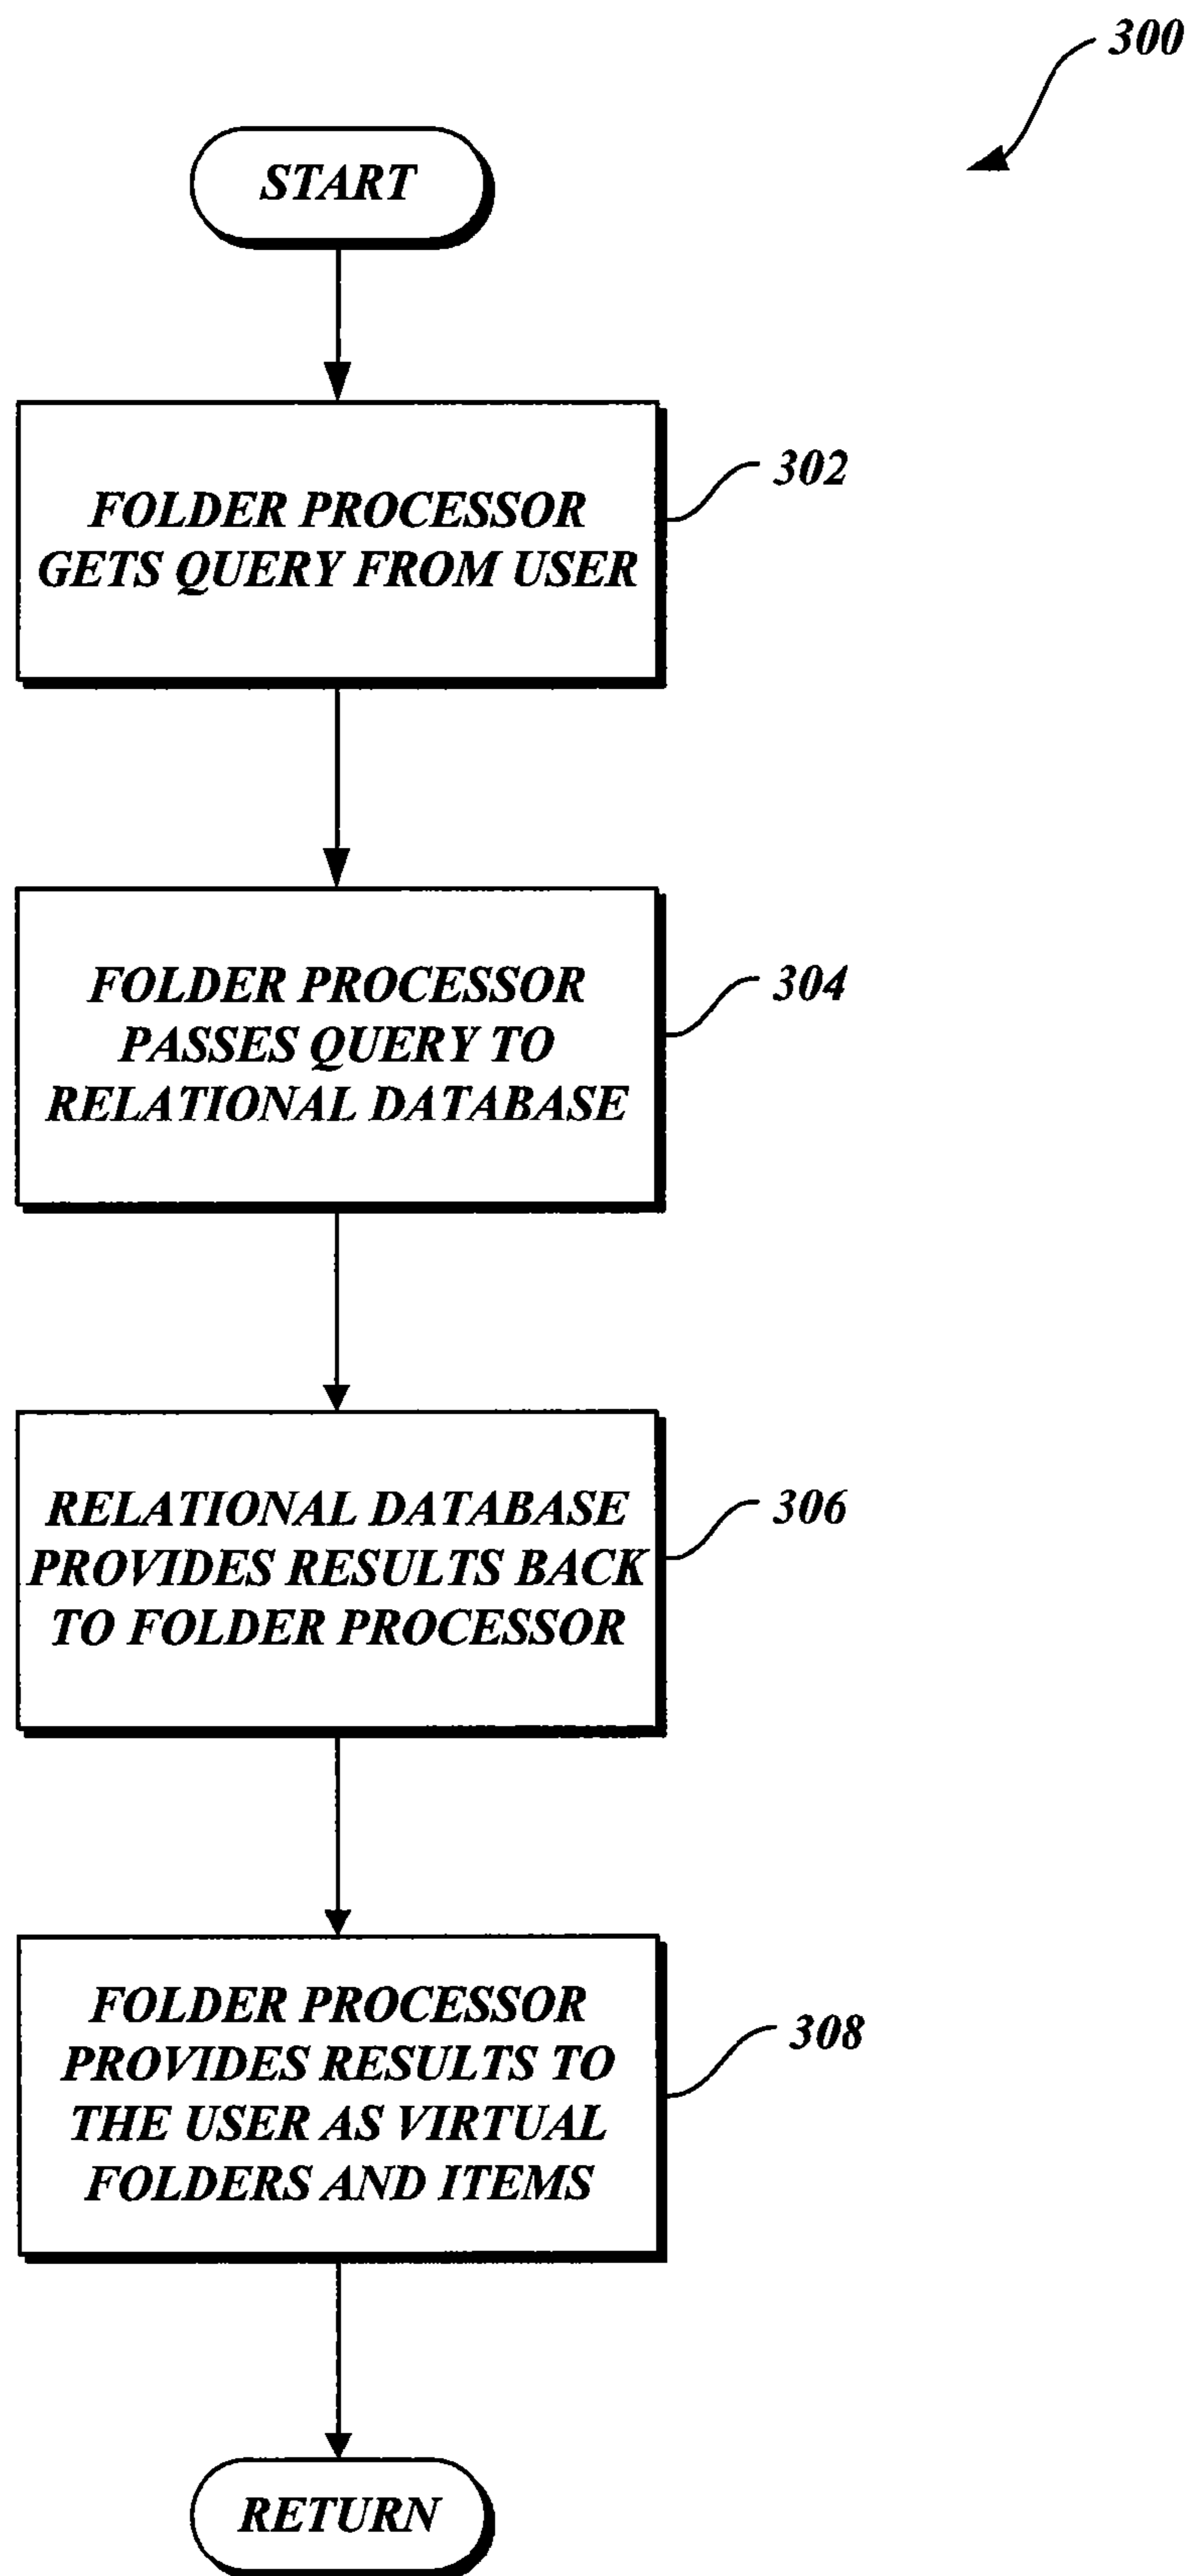 300
START
FOLDER PROCESSOR
GETS QUERY FROM USER
302
FOLDER PROCESSOR
PASSES QUERY TO
RELATIONAL DATABASE
304
RELATIONAL DATABASE
PROVIDES RESULTS BACK
TO FOLDER PROCESSOR
306
FOLDER PROCESSOR
PROVIDES RESULTS TO
THE USER AS VIRTUAL
FOLDERS AND ITEMS
308
RETURN